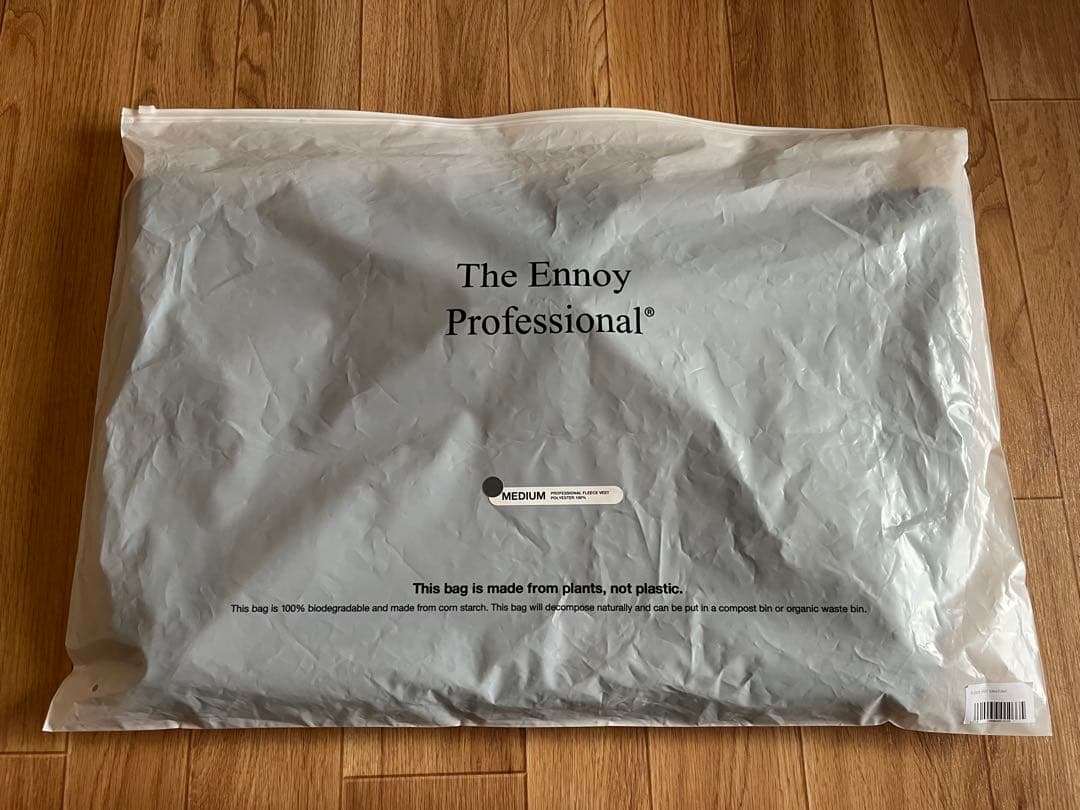 The Ennoy
Professional®
MEDIUM PROFESSIONAL FLEECE VEST
POLYESTER 100%
This bag is made from plants, not plastic.
This bag is 100% biodegradable and made from corn starch. This bag will decompose naturally and can be put in a compost bin or organic waste bin.